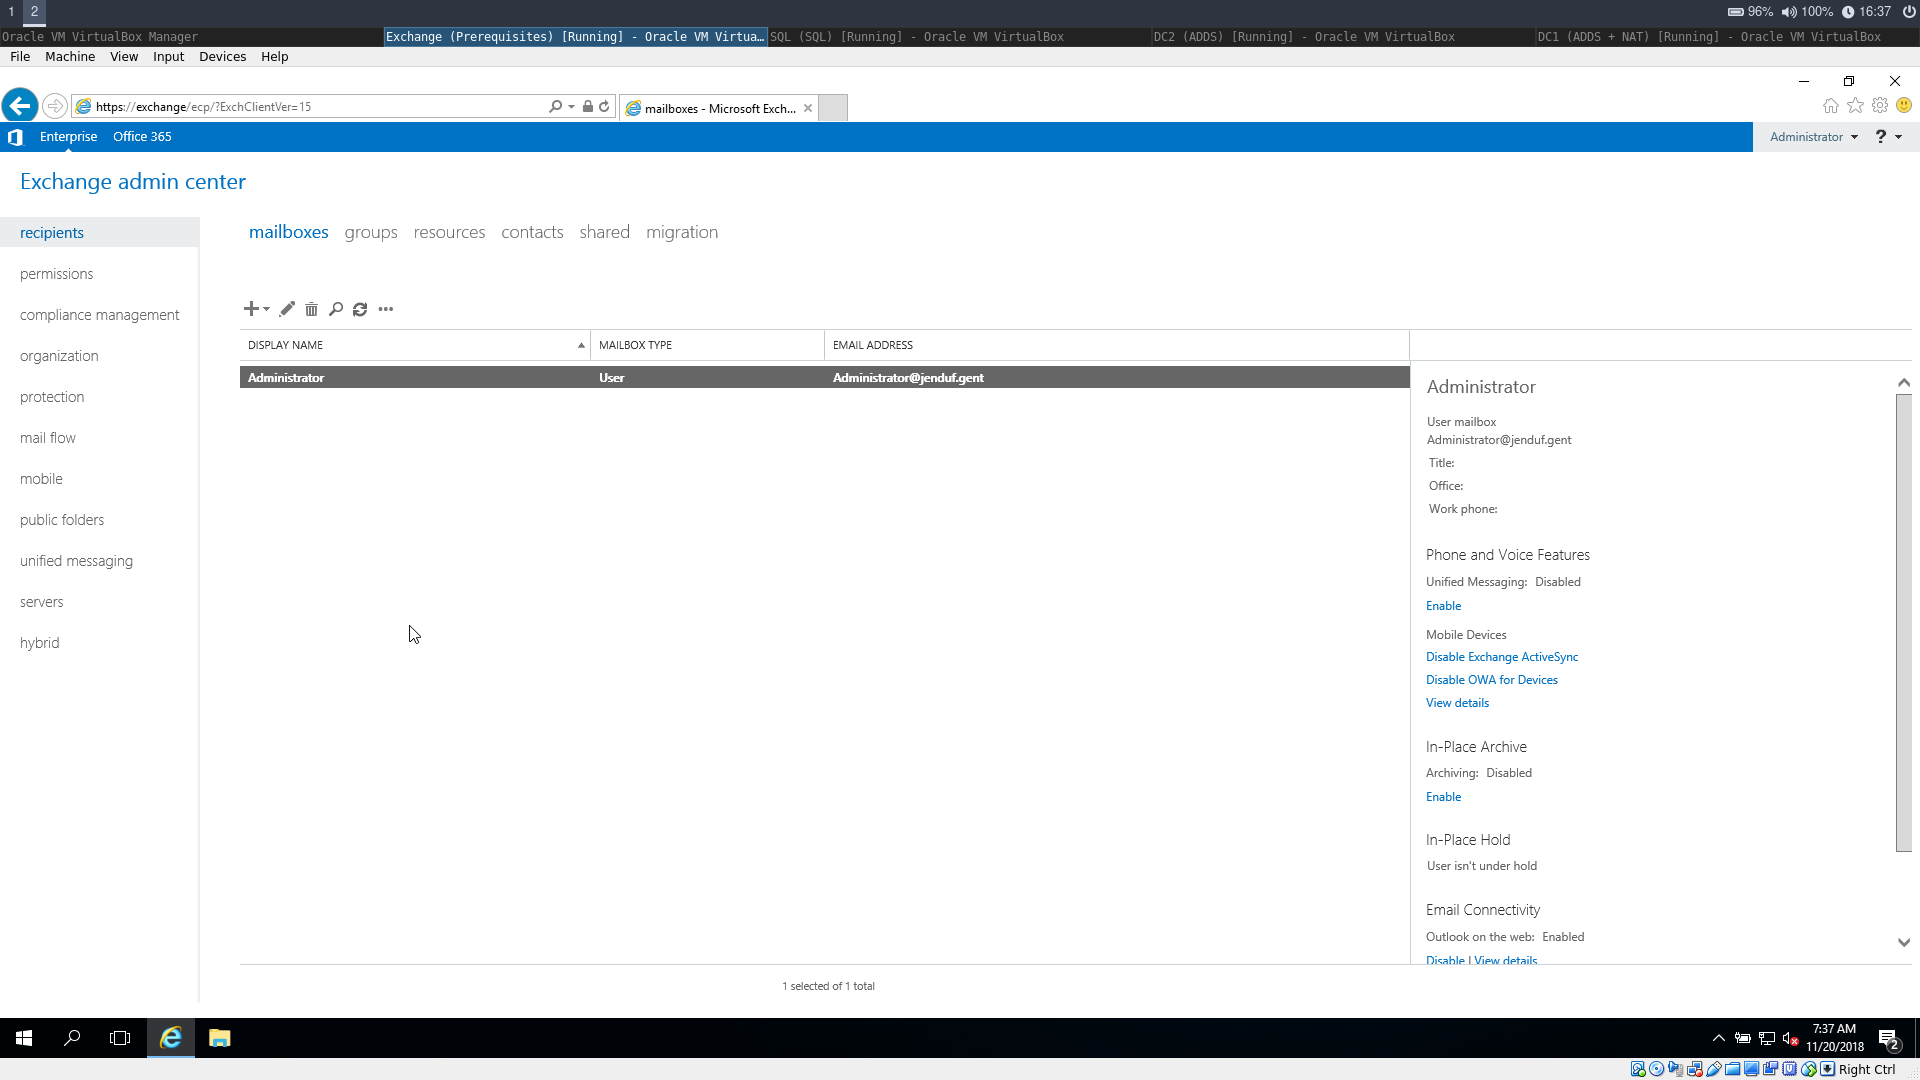 1 2 96% 100% 16:37
Oracle VM VirtualBox Manager Exchange (Prerequisites) [Running] - Oracle VM Virtua… SQL (SQL) [Running] - Oracle VM VirtualBox DC2 (ADDS) [Running] - Oracle VM VirtualBox DC1 (ADDS + NAT) [Running] - Oracle VM VirtualBox
File Machine View Input Devices Help
https://exchange/ecp/?ExchClientVer=15 mailboxes - Microsoft Exch...
Enterprise Office 365 Administrator ?
Exchange admin center
recipients
permissions
compliance management
organization
protection
mail flow
mobile
public folders
unified messaging
servers
hybrid
mailboxes groups resources contacts shared migration
DISPLAY NAME MAILBOX TYPE EMAIL ADDRESS
Administrator User Administrator@jenduf.gent
Administrator
User mailbox
Administrator@jenduf.gent
Title:
Office:
Work phone:
Phone and Voice Features
Unified Messaging: Disabled
Enable
Mobile Devices
Disable Exchange ActiveSync
Disable OWA for Devices
View details
In-Place Archive
Archiving: Disabled
Enable
In-Place Hold
User isn't under hold
Email Connectivity
Outlook on the web: Enabled
Disable | View details
1 selected of 1 total
7:37 AM
11/20/2018
2
Right Ctrl